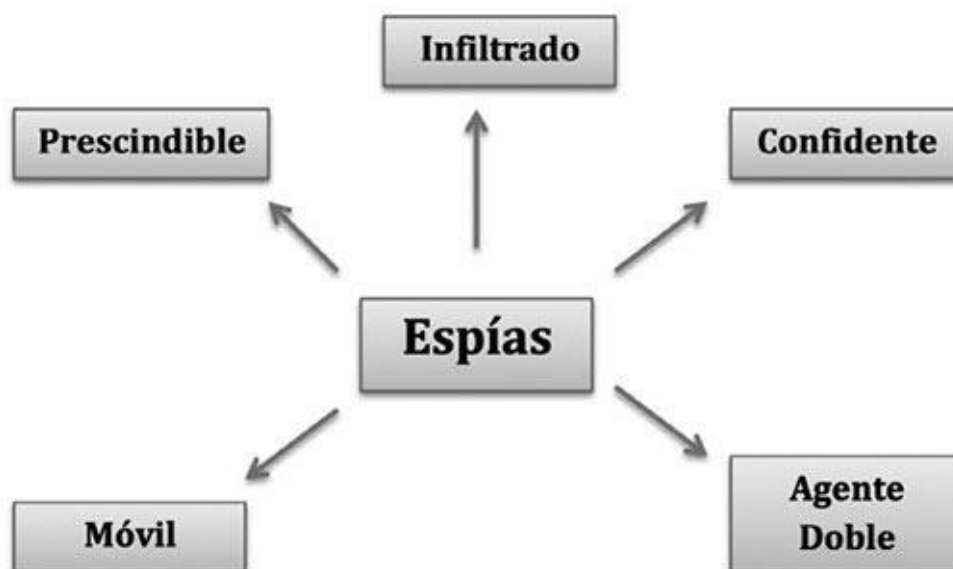 Infiltrado
Prescindible
Confidente
Espías
Móvil
Agente
Doble